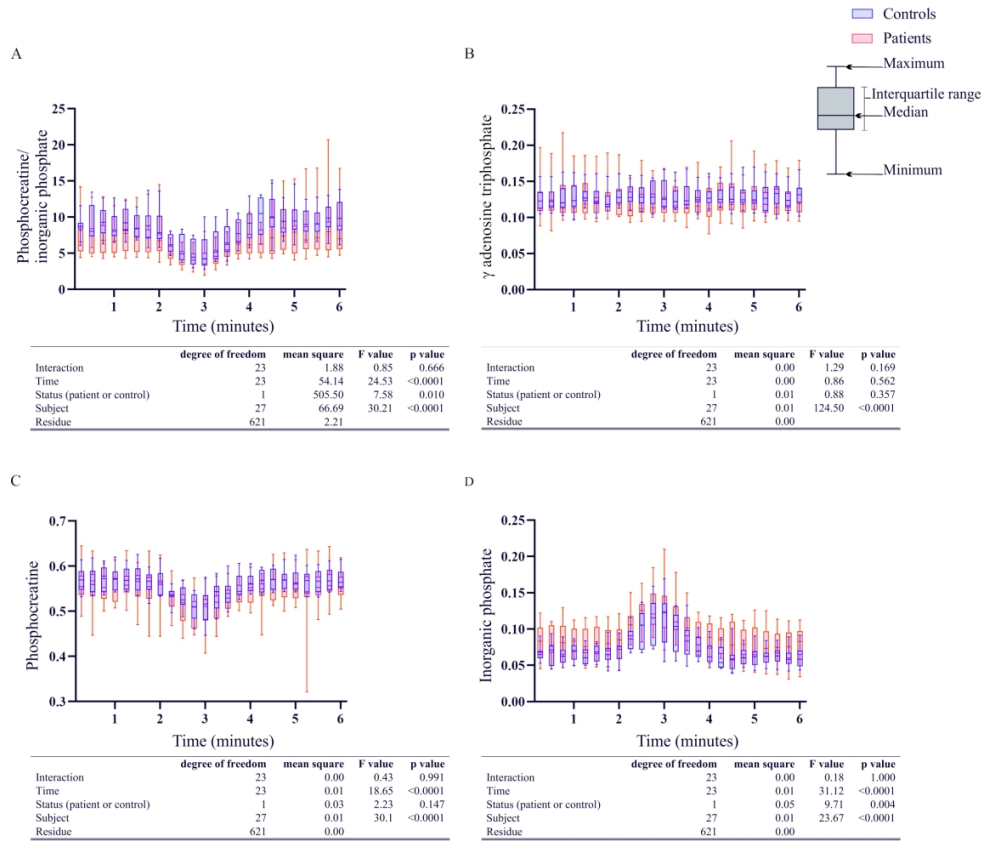 Controls
Patients
Maximum
Interquartile range
Median
Minimum
A
Phosphocreatine/
inorganic phosphate
25
20
15
10
5
0
1 2 3 4 5 6
Time (minutes)
degree of freedom mean square F value p value
Interaction 23 1.88 0.85 0.666
Time 23 54.14 24.53 <0.0001
Status (patient or control) 1 505.50 7.58 0.010
Subject 27 66.69 30.21 <0.0001
Residue 621 2.21
B
γ adenosine triphosphate
0.25
0.20
0.15
0.10
0.05
0.00
1 2 3 4 5 6
Time (minutes)
degree of freedom mean square F value p value
Interaction 23 0.00 1.29 0.169
Time 23 0.00 0.86 0.562
Status (patient or control) 1 0.01 0.88 0.357
Subject 27 0.01 124.50 <0.0001
Residue 621 0.00
C
Phosphocreatine
0.7
0.6
0.5
0.4
0.3
1 2 3 4 5 6
Time (minutes)
degree of freedom mean square F value p value
Interaction 23 0.00 0.43 0.991
Time 23 0.01 18.65 <0.0001
Status (patient or control) 1 0.03 2.23 0.147
Subject 27 0.01 30.1 <0.0001
Residue 621 0.00
D
Inorganic phosphate
0.25
0.20
0.15
0.10
0.05
0.00
1 2 3 4 5 6
Time (minutes)
degree of freedom mean square F value p value
Interaction 23 0.00 0.18 1.000
Time 23 0.01 31.12 <0.0001
Status (patient or control) 1 0.05 9.71 0.004
Subject 27 0.01 23.67 <0.0001
Residue 621 0.00